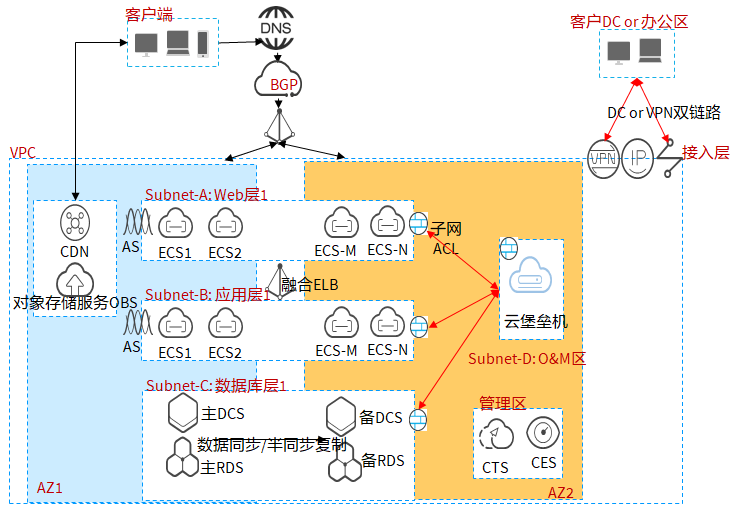 客户端
DNS
客户DC or 办公区
BGP
DC or VPN双链路
VPC
VPN
IP
接入层
Subnet-A: Web层1
CDN
AS
ECS1
ECS2
ECS-M
ECS-N
子网
ACL
对象存储服务OBS
融合ELB
Subnet-B: 应用层1
云堡垒机
AS
ECS1
ECS2
ECS-M
ECS-N
Subnet-D: O&M区
Subnet-C: 数据库层1
主DCS
备DCS
管理区
数据同步/半同步复制
主RDS
备RDS
CTS
CES
AZ1
AZ2